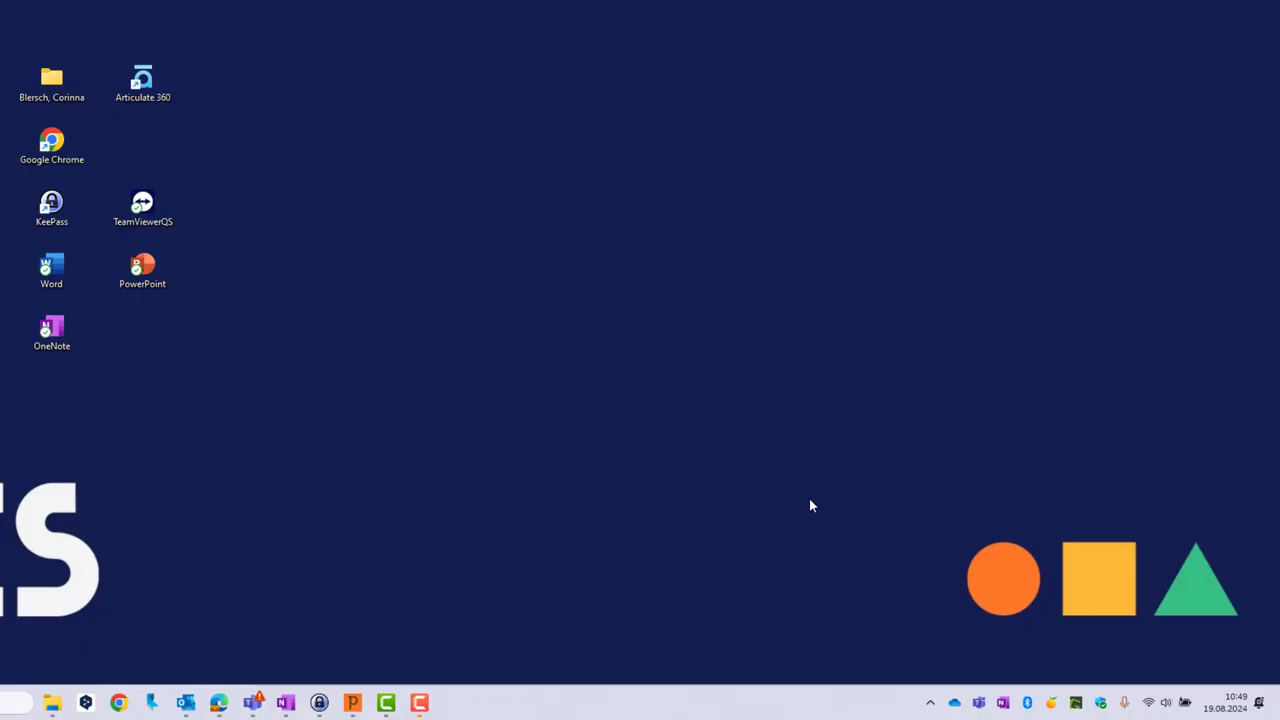 Blersch, Corinna
Articulate 360
Google Chrome
KeePass
TeamViewerQS
Word
PowerPoint
OneNote
S
10:49
19.08.2024